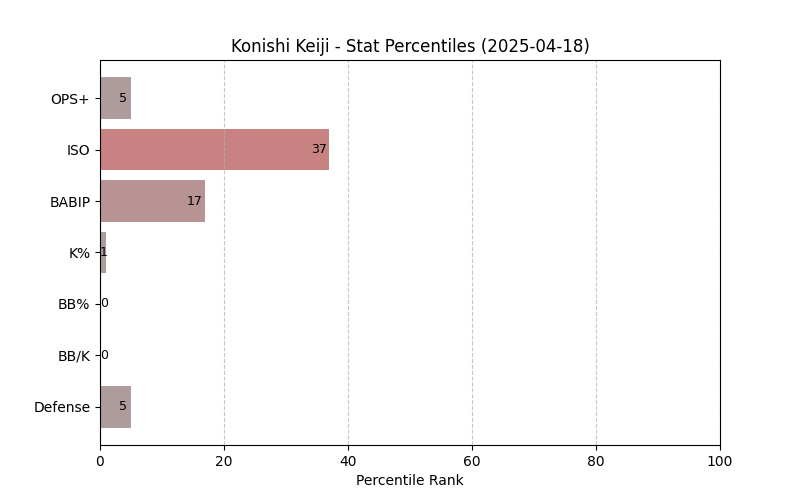 Konishi Keiji - Stat Percentiles (2025-04-18)
OPS+ 5
ISO 37
BABIP 17
K% 1
BB% 0
BB/K 0
Defense 5
0 20 40 60 80 100
Percentile Rank